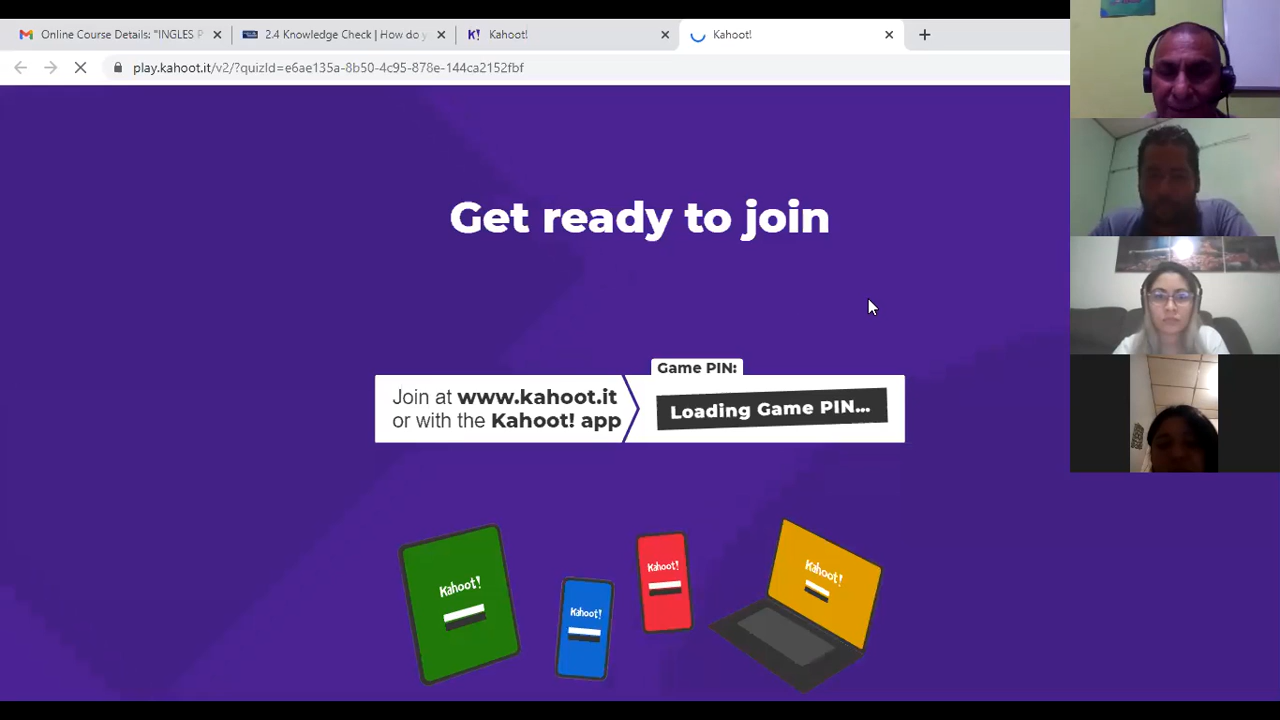 Online Course Details: "INGLES P
2.4 Knowledge Check | How do y
K! Kahoot!
Kahoot!
play.kahoot.it/v2/?quizId=e6ae135a-8b50-4c95-878e-144ca2152fbf
Get ready to join
Game PIN:
Join at www.kahoot.it
or with the Kahoot! app
Loading Game PIN...
Kahoot!
Kahoot!
Kahoot!
Kahoot!